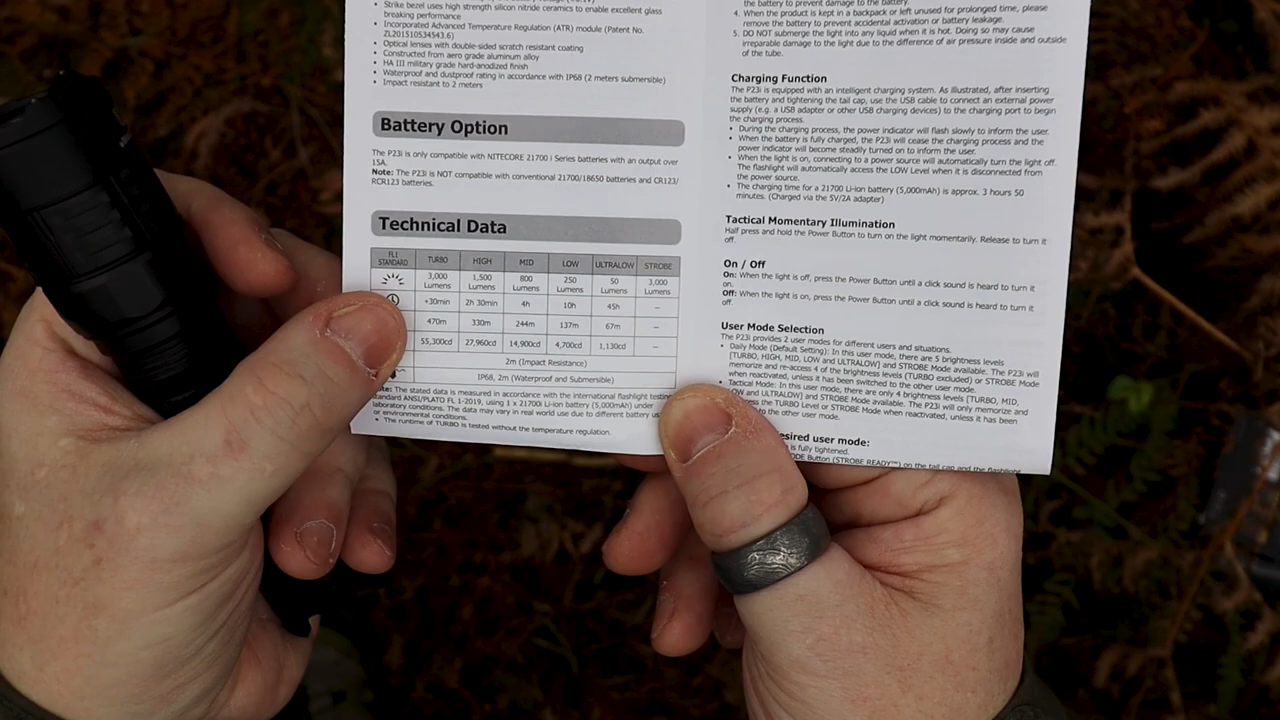 Strike bezel uses high strength silicon nitride ceramics to enable excellent glass
breaking performance
• Incorporated Advanced Temperature Regulation (ATR) module (Patent No.
ZL201510534543.6)
• Optical lenses with double-sided scratch resistant coating
• Constructed from aero grade aluminum alloy
• HA III military grade hard-anodized finish
• Waterproof and dustproof rating in accordance with IP68 (2 meters submersible)
• Impact resistant to 2 meters
Battery Option
The P23i is only compatible with NITECORE 21700 i Series batteries with an output over
15A.
Note: The P23i is NOT compatible with conventional 21700/18650 batteries and CR123/
RCR123 batteries.
Technical Data
FL1 STANDARD TURBO HIGH MID LOW ULTRALOW STROBE
3,000 Lumens 1,500 Lumens 800 Lumens 250 Lumens 50 Lumens 3,000 Lumens
*30min 2h 30min 4h 10h 45h –
470m 330m 244m 137m 67m –
55,300cd 27,960cd 14,900cd 4,700cd 1,130cd –
2m (Impact Resistance)
IP68, 2m (Waterproof and Submersible)
The stated data is measured in accordance with the international flashlight testing
standard ANSI/PLATO FL 1-2019, using 1 x 21700i Li-ion battery (5,000mAh) under
laboratory conditions. The data may vary in real world use due to different battery
or environmental conditions.
* The runtime of TURBO is tested without the temperature regulation.
the battery to prevent damage to the battery.
4. When the product is kept in a backpack or left unused for prolonged time, please
remove the battery to prevent accidental activation or battery leakage.
5. DO NOT submerge the light into any liquid when it is hot. Doing so may cause
irreparable damage to the light due to the difference of air pressure inside and outside
of the tube.
Charging Function
The P23i is equipped with an intelligent charging system. As illustrated, after inserting
the battery and tightening the tail cap, use the USB cable to connect an external power
supply (e.g. a USB adapter or other USB charging devices) to the charging port to begin
the charging process.
• During the charging process, the power indicator will flash slowly to inform the user.
• When the battery is fully charged, the P23i will cease the charging process and the
power indicator will become steadily turned on to inform the user.
• When the light is on, connecting to a power source will automatically turn the light off.
The flashlight will automatically access the LOW Level when it is disconnected from
the power source.
• The charging time for a 21700 Li-ion battery (5,000mAh) is approx. 3 hours 50
minutes. (Charged via the 5V/2A adapter)
Tactical Momentary Illumination
Half press and hold the Power Button to turn on the light momentarily. Release to turn it
off.
On / Off
On: When the light is off, press the Power Button until a click sound is heard to turn it
on.
Off: When the light is on, press the Power Button until a click sound is heard to turn it
off.
User Mode Selection
The P23i provides 2 user modes for different users and situations.
• Daily Mode (Default Setting): In this user mode, there are 5 brightness levels
[TURBO, HIGH, MID, LOW and ULTRALOW] and STROBE Mode available. The P23i will
memorize and re-access 4 of the brightness levels (TURBO excluded) or STROBE Mode
when reactivated, unless it has been switched to the other user mode.
• Tactical Mode: In this user mode, there are only 4 brightness levels [TURBO, MID,
and ULTRALOW] and STROBE Mode available. The P23i will only memorize and
the TURBO Level or STROBE Mode when reactivated, unless it has been
to the other user mode.
user mode:
is fully tightened.
Button (STROBE READY™) on the tail cap and the flashlight